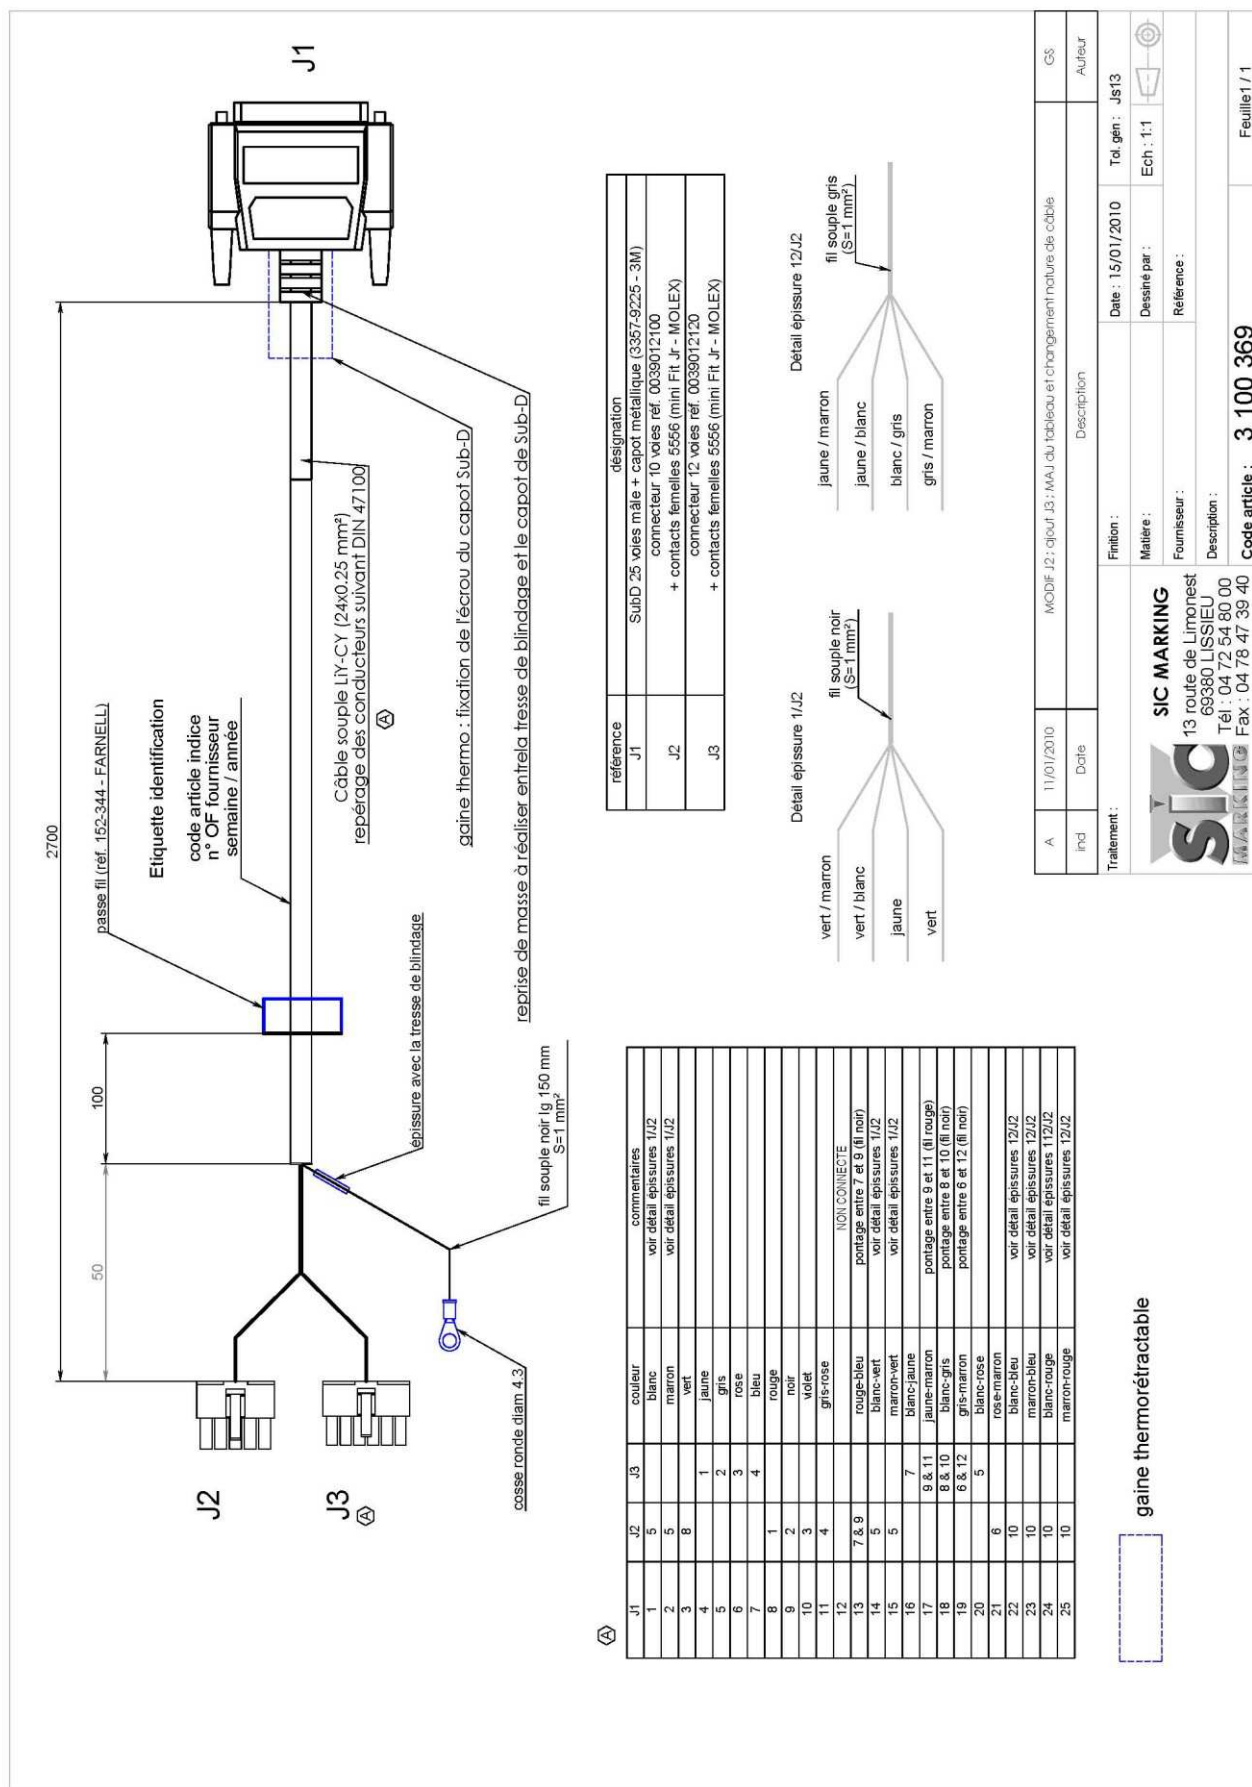 2700
100
50
J1
J2
J3
A
passe fil (réf. 152-344 - FARNELL)
Etiquette identification
code article indice
n° OF fournisseur
semaine / année
Câble souple LiY-CY (24x0.25 mm²)
repérage des conducteurs suivant DIN 47100
A
gaine thermo : fixation de l'écrou du capot Sub-D
reprise de masse à réaliser entrela tresse de blindage et le capot de Sub-D
épissure avec la tresse de blindage
fil souple noir lg 150 mm
S=1 mm²
cosse ronde diam 4.3
A
J1 J2 J3 couleur commentaires
1 5 blanc voir détail épissures 1/J2
2 5 marron voir détail épissures 1/J2
3 8 vert
4 1 jaune
5 2 gris
6 3 rose
7 4 bleu
8 1 rouge
9 2 noir
10 3 violet
11 4 gris-rose
12 NON CONNECTE
13 7 & 9 rouge-bleu pontage entre 7 et 9 (fil noir)
14 5 blanc-vert voir détail épissures 1/J2
15 5 marron-vert voir détail épissures 1/J2
16 7 blanc-jaune
17 9 & 11 jaune-marron pontage entre 9 et 11 (fil rouge)
18 8 & 10 blanc-gris pontage entre 8 et 10 (fil noir)
19 6 & 12 gris-marron pontage entre 6 et 12 (fil noir)
20 5 blanc-rose
21 6 rose-marron
22 10 blanc-bleu voir détail épissures 12/J2
23 10 marron-bleu voir détail épissures 12/J2
24 10 blanc-rouge voir détail épissures 112/J2
25 10 marron-rouge voir détail épissures 12/J2
gaine thermorétractable
référence désignation
J1 SubD 25 voies mâle + capot métallique (3357-9225 - 3M)
J2 connecteur 10 voies réf. 0039012100
+ contacts femelles 5556 (mini Fit Jr - MOLEX)
J3 connecteur 12 voies réf. 0039012120
+ contacts femelles 5556 (mini Fit Jr - MOLEX)
Détail épissure 1/J2
vert / marron
vert / blanc
jaune
vert
fil souple noir
(S=1 mm²)
Détail épissure 12/J2
jaune / marron
jaune / blanc
blanc / gris
gris / marron
fil souple gris
(S=1 mm²)
A 11/01/2010 MODIF J2 ; ajout J3 ; MAJ du tableau et changement nature de câble GS
ind Date Description Auteur
Traitement :
Finition :
Date : 15/01/2010
Tol. gén : Js13
Matière :
Dessiné par :
Ech : 1:1
Fournisseur :
Référence :
Description :
SIC MARKING
SIC MARKING
13 route de Limonest
69380 LISSIEU
Tél : 04 72 54 80 00
Fax : 04 78 47 39 40
Code article : 3 100 369
Feuille1 / 1